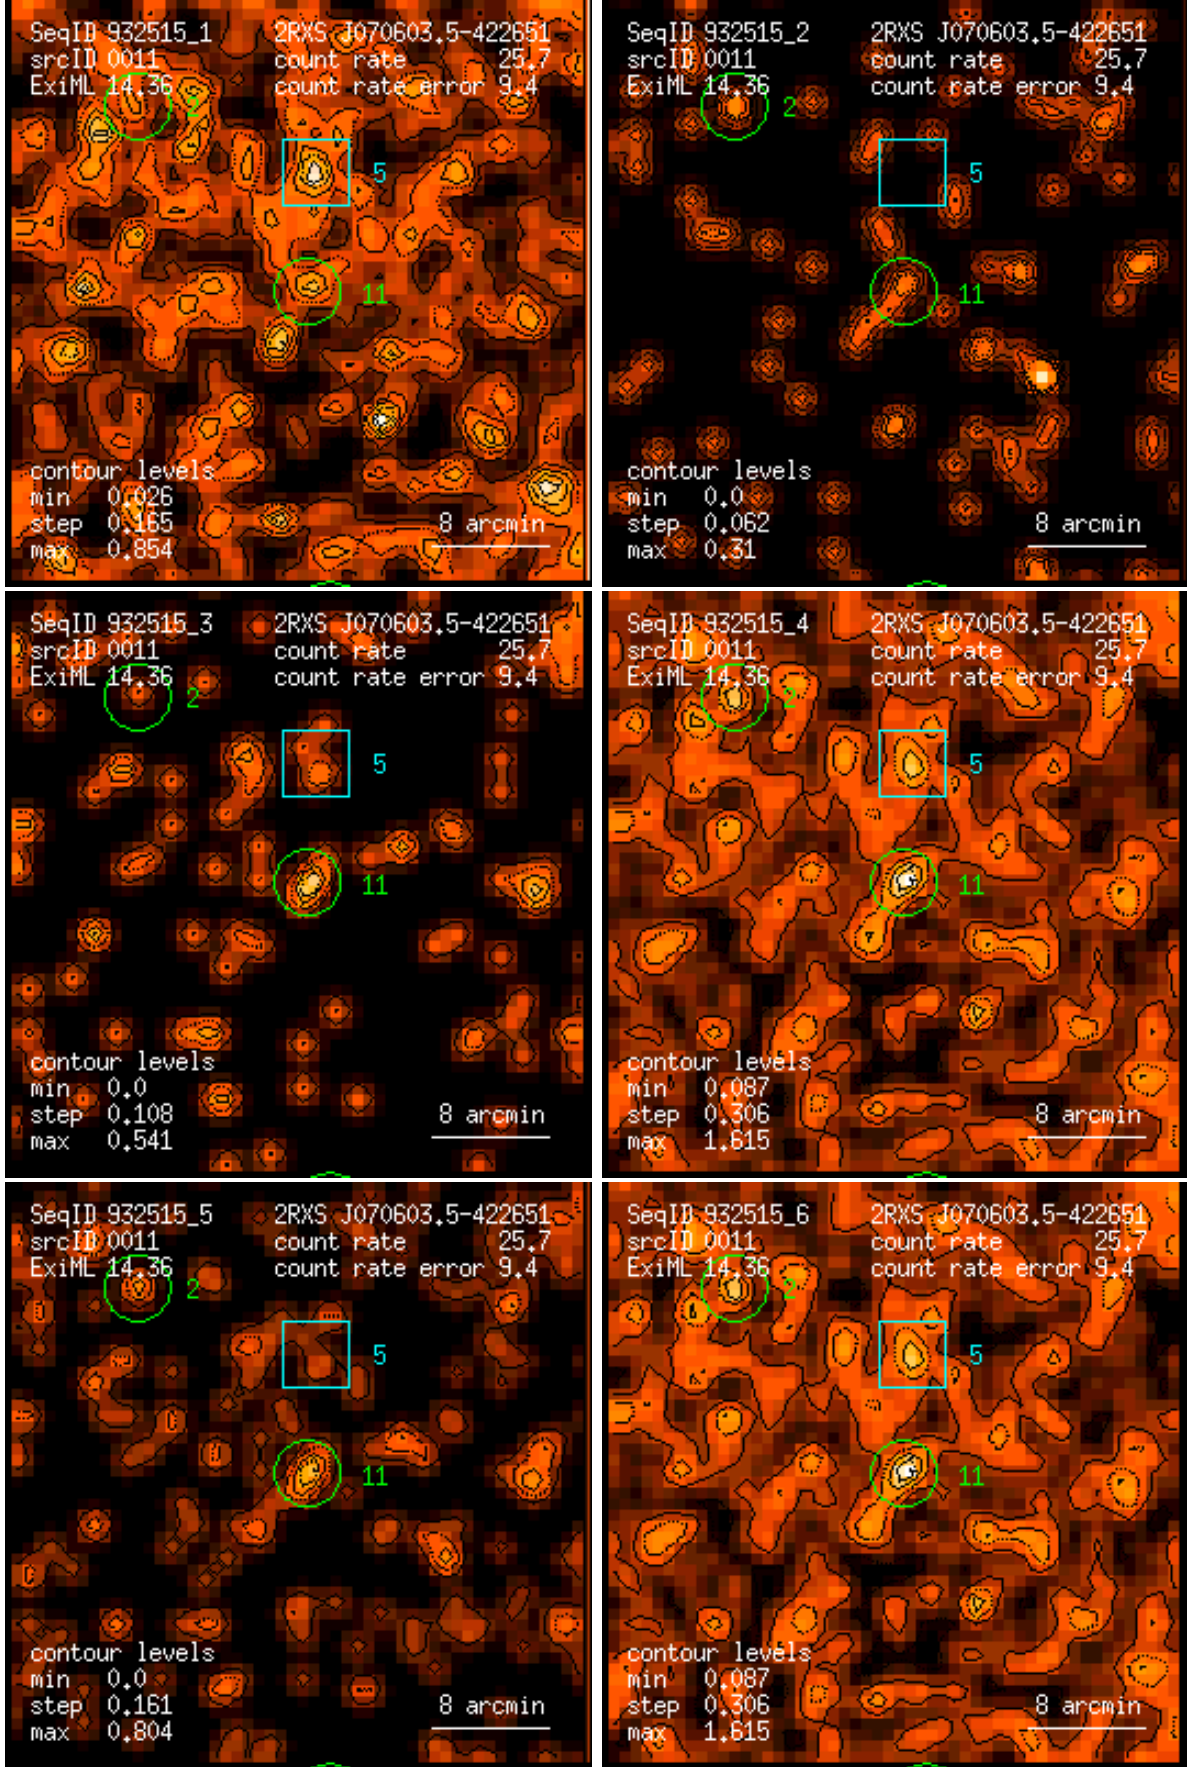 SeqID 932515_1 2RXS J070603.5-422651
srcID 0011 count rate 25.7
ExiML 14.36 count rate error 9.4
2
5
11
contour levels
min 0.026
step 0.165 8 arcmin
max 0.854
SeqID 932515_2 2RXS J070603.5-422651
srcID 0011 count rate 25.7
ExiML 14.36 count rate error 9.4
2
5
11
contour levels
min 0.0
step 0.062 8 arcmin
max 0.31
SeqID 932515_3 2RXS J070603.5-422651
srcID 0011 count rate 25.7
ExiML 14.36 count rate error 9.4
2
5
11
contour levels
min 0.0
step 0.108 8 arcmin
max 0.541
SeqID 932515_4 2RXS J070603.5-422651
srcID 0011 count rate 25.7
ExiML 14.36 count rate error 9.4
2
5
11
contour levels
min 0.087
step 0.306 8 arcmin
max 1.615
SeqID 932515_5 2RXS J070603.5-422651
srcID 0011 count rate 25.7
ExiML 14.36 count rate error 9.4
2
5
11
contour levels
min 0.0
step 0.161 8 arcmin
max 0.804
SeqID 932515_6 2RXS J070603.5-422651
srcID 0011 count rate 25.7
ExiML 14.36 count rate error 9.4
2
5
11
contour levels
min 0.087
step 0.306 8 arcmin
max 1.615